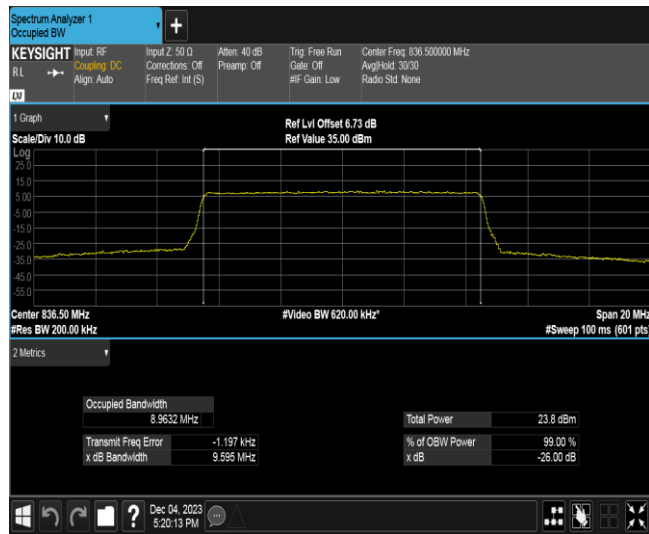 Spectrum Analyzer 1
Occupied BW
+
KEYSIGHT Input: RF Input Z: 50 Ω Atten: 40 dB Trig: Free Run Center Freq: 836.500000 MHz
RL Coupling: DC Corrections: Off Preamp: Off Gate: Off Avg|Hold: 30/30
Align: Auto Freq Ref: Int (S) #IF Gain: Low Radio Std: None
LXI
1 Graph
Ref Lvl Offset 6.73 dB
Scale/Div 10.0 dB Ref Value 35.00 dBm
Log
25.0
15.0
5.00
-5.00
-15.0
-25.0
-35.0
-45.0
-55.0
Center 836.50 MHz #Video BW 620.00 kHz* Span 20 MHz
#Res BW 200.00 kHz #Sweep 100 ms (601 pts)
2 Metrics
Occupied Bandwidth
8.9632 MHz Total Power 23.8 dBm
Transmit Freq Error -1.197 kHz % of OBW Power 99.00 %
x dB Bandwidth 9.595 MHz x dB -26.00 dB
? Dec 04, 2023
5:20:13 PM